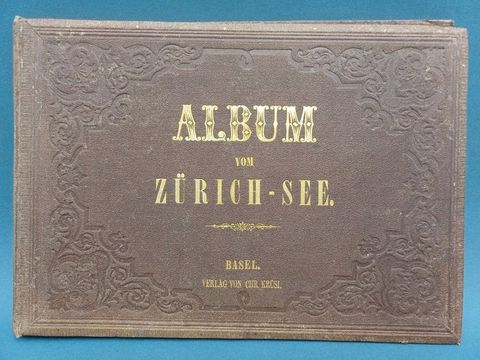 ALBUM
VOM
ZÜRICH-SEE.
BASEL.
VERLAG VON CHR. KRÜSI.